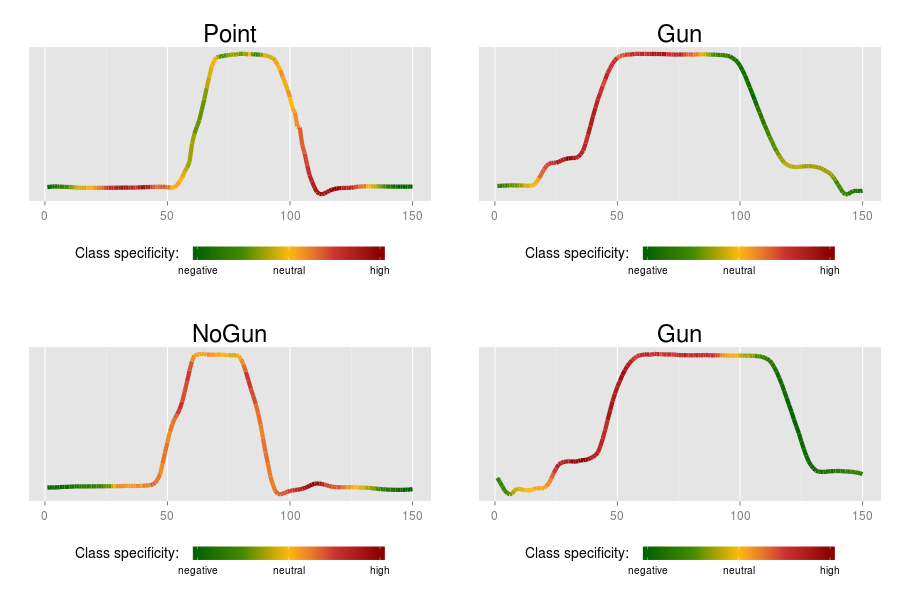 Point
0 50 100 150
Class specificity:
negative neutral high
Gun
0 50 100 150
Class specificity:
negative neutral high
NoGun
0 50 100 150
Class specificity:
negative neutral high
Gun
0 50 100 150
Class specificity:
negative neutral high